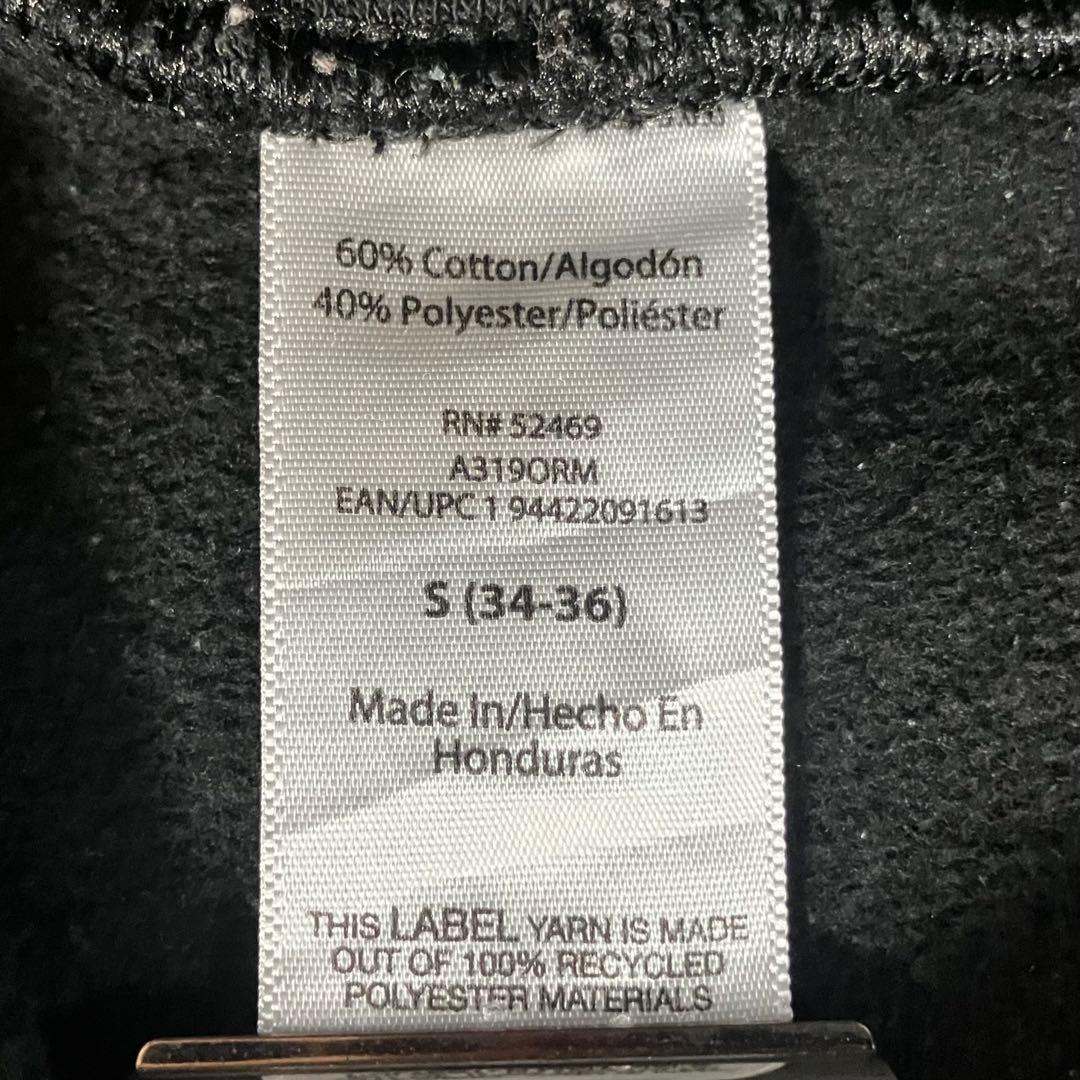 60% Cotton/Algodón
40% Polyester/Poliéster
RN# 52469
A319ORM
EAN/UPC 1 94422091613
S (34-36)
Made In/Hecho En
Honduras
THIS LABEL YARN IS MADE
OUT OF 100% RECYCLED
POLYESTER MATERIALS